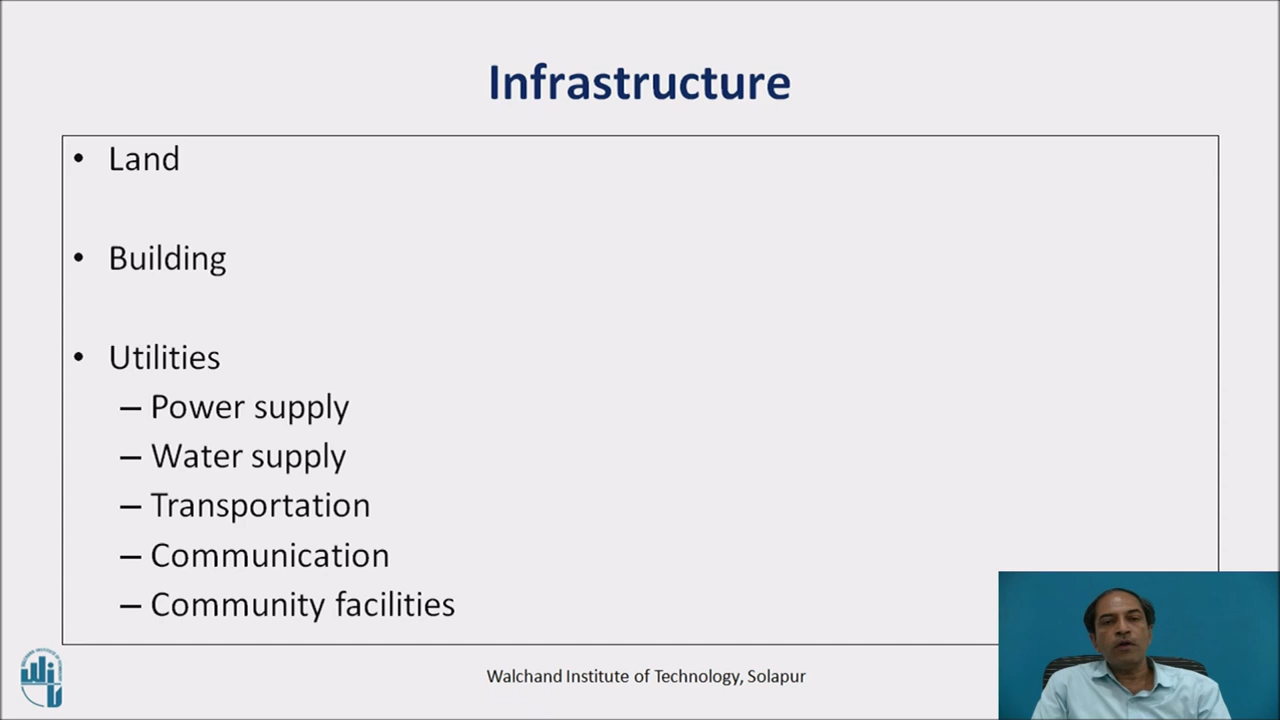 Infrastructure
• Land
• Building
• Utilities
– Power supply
– Water supply
– Transportation
– Communication
– Community facilities
Walchand Institute of Technology, Solapur